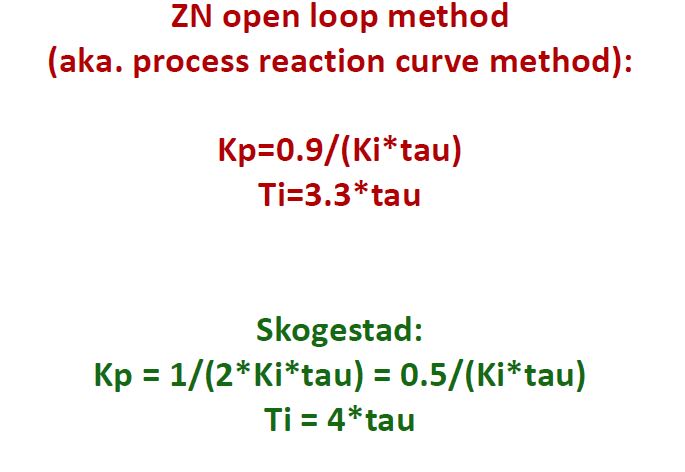 ZN open loop method
(aka. process reaction curve method):
Kp=0.9/(Ki*tau)
Ti=3.3*tau
Skogestad:
Kp = 1/(2*Ki*tau) = 0.5/(Ki*tau)
Ti = 4*tau